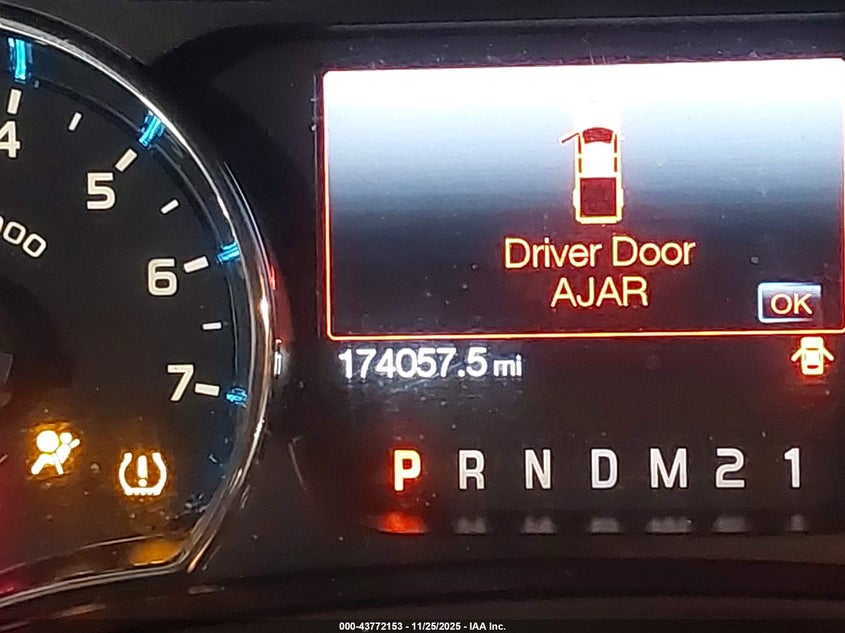 4
5
000
6
7
Driver Door
AJAR
OK
174057.5 mi
P R N D M 2 1
000-43772153 - 11/25/2025 - IAA Inc.